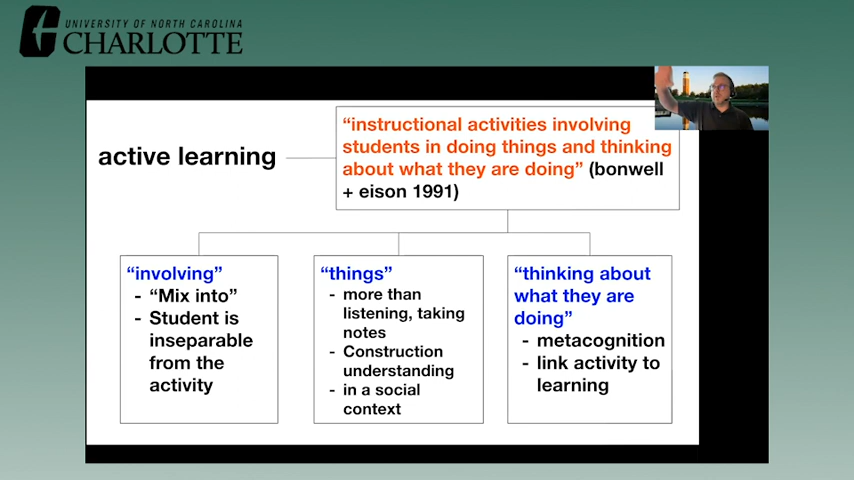 UNIVERSITY OF NORTH CAROLINA
CHARLOTTE
active learning
“instructional activities involving
students in doing things and thinking
about what they are doing” (bonwell
+ eison 1991)
“involving”
- “Mix into”
- Student is
inseparable
from the
activity
“things”
- more than
listening, taking
notes
- Construction
understanding
- in a social
context
“thinking about
what they are
doing”
- metacognition
- link activity to
learning